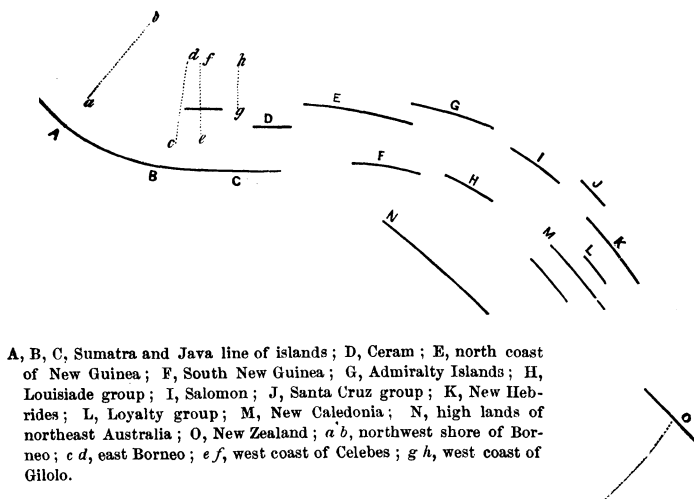 b
d f h
a
E
G
g
D
A
c e
I
F
B
C
H
J
N
M
K
L
O
A, B, C, Sumatra and Java line of islands ; D, Ceram ; E, north coast
of New Guinea ; F, South New Guinea ; G, Admiralty Islands ; H,
Louisiade group ; I, Salomon ; J, Santa Cruz group ; K, New Heb-
rides ; L, Loyalty group ; M, New Caledonia ; N, high lands of
northeast Australia ; O, New Zealand ; a b, northwest shore of Bor-
neo ; c d, east Borneo ; e f, west coast of Celebes ; g h, west coast of
Gilolo.